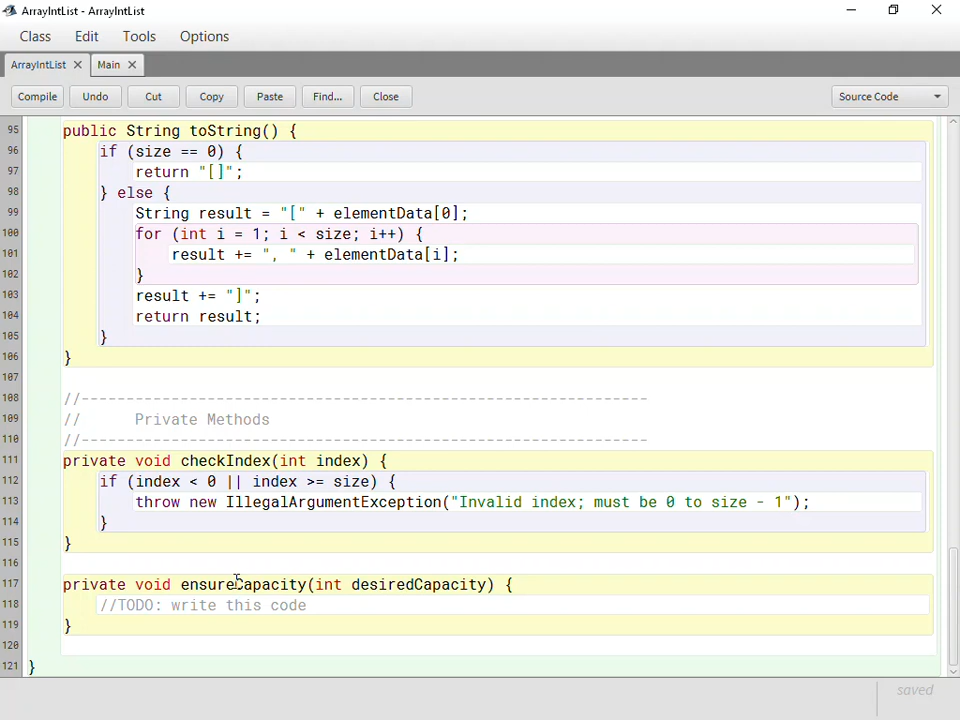 ArrayIntList - ArrayIntList
Class Edit Tools Options
ArrayIntList Main
Compile Undo Cut Copy Paste Find... Close Source Code
95 public String toString() {
96 if (size == 0) {
97 return "[]";
98 } else {
99 String result = "[" + elementData[0];
100 for (int i = 1; i < size; i++) {
101 result += ", " + elementData[i];
102 }
103 result += "]";
104 return result;
105 }
106 }
107
108 //---------------------------------------------------------------
109 // Private Methods
110 //---------------------------------------------------------------
111 private void checkIndex(int index) {
112 if (index < 0 || index >= size) {
113 throw new IllegalArgumentException("Invalid index; must be 0 to size - 1");
114 }
115 }
116
117 private void ensureCapacity(int desiredCapacity) {
118 //TODO: write this code
119 }
120
121 }
saved